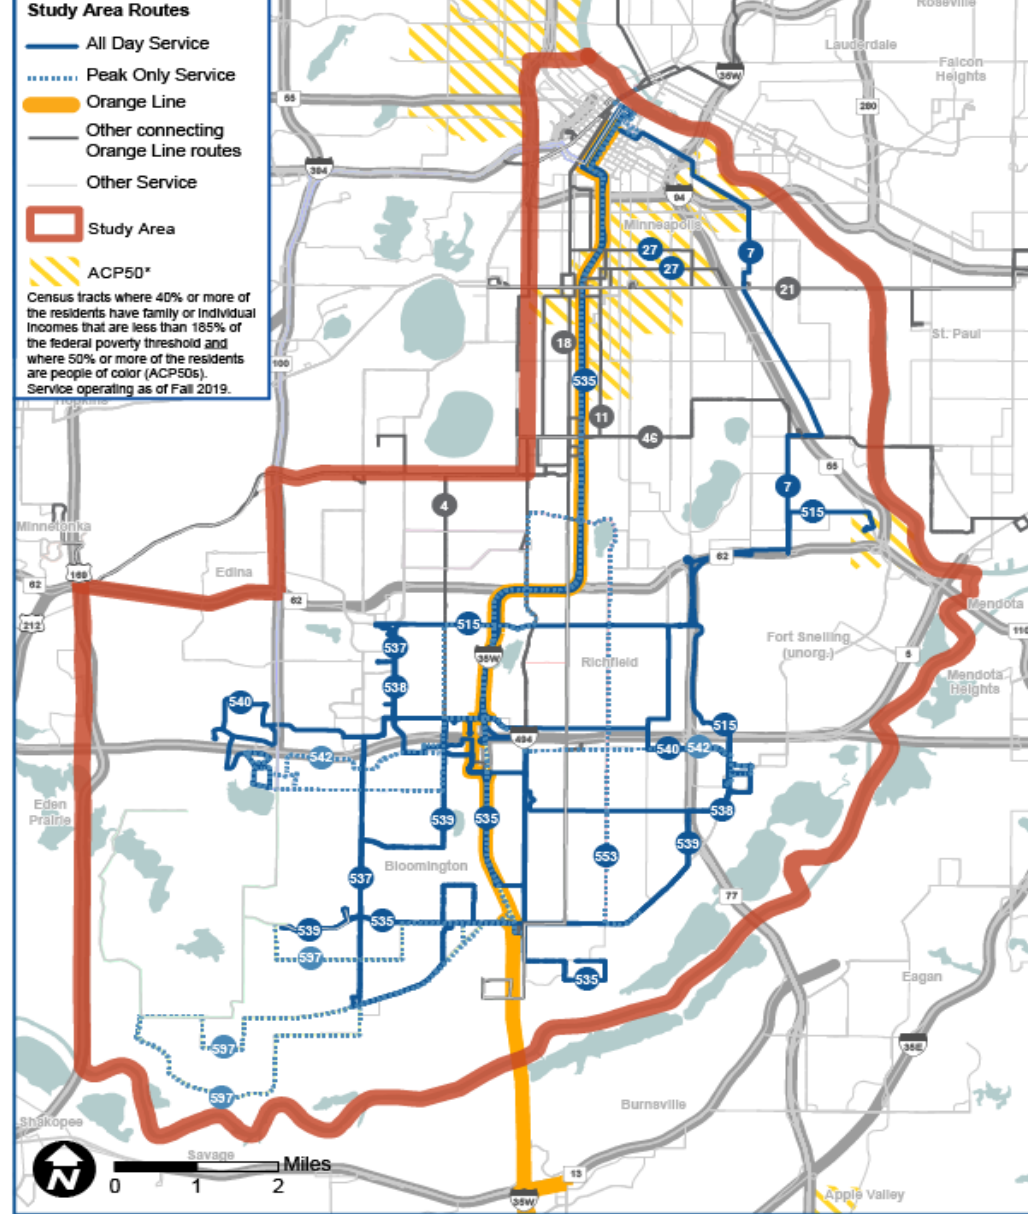 Study Area Routes
All Day Service
Peak Only Service
Orange Line
Other connecting
Orange Line routes
Other Service
Study Area
ACP50*
Census tracts where 40% or more of
the residents have family or individual
incomes that are less than 185% of
the federal poverty threshold and
where 50% or more of the residents
are people of color (ACP50s).
Service operating as of Fall 2019.
Roseville
Lauderdale
Falcon
Heights
35W
55
280
394
94
Minneapolis
27
27
7
21
St. Paul
18
100
535
11
46
55
4
7
515
Minnetonka
62
169
212
Edina
62
62
Mendota
110
515
537
35W
Richfield
Fort Snelling
(unorg.)
5
Mendota
Heights
538
540
515
494
542
540
542
Eden
Prairie
539
535
538
539
553
Bloomington
537
77
539
535
597
535
Eagan
597
35E
597
Burnsville
Shakopee
Savage
N
0
1
2
Miles
13
35W
Apple Valley